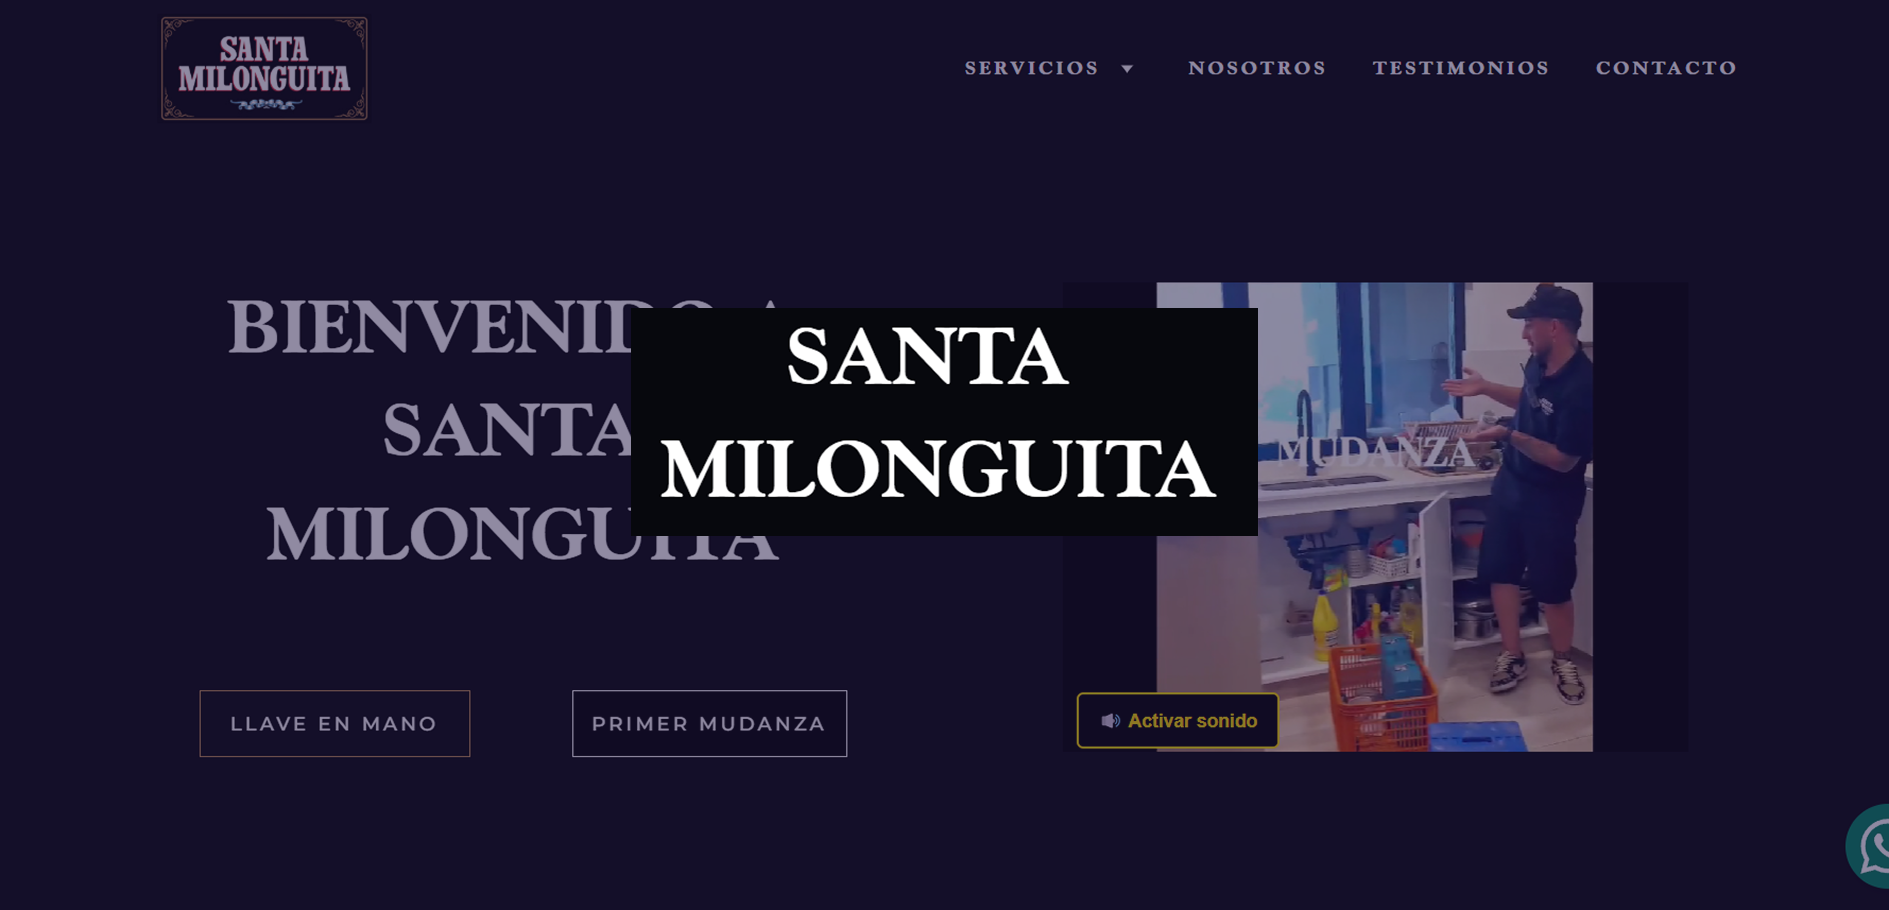 SANTA
MILONGUITA
SERVICIOS
NOSOTROS
TESTIMONIOS
CONTACTO
BIENVENIDO A
SANTA
MILONGUITA
SANTA
MILONGUITA
MUDANZA
LLAVE EN MANO
PRIMER MUDANZA
Activar sonido